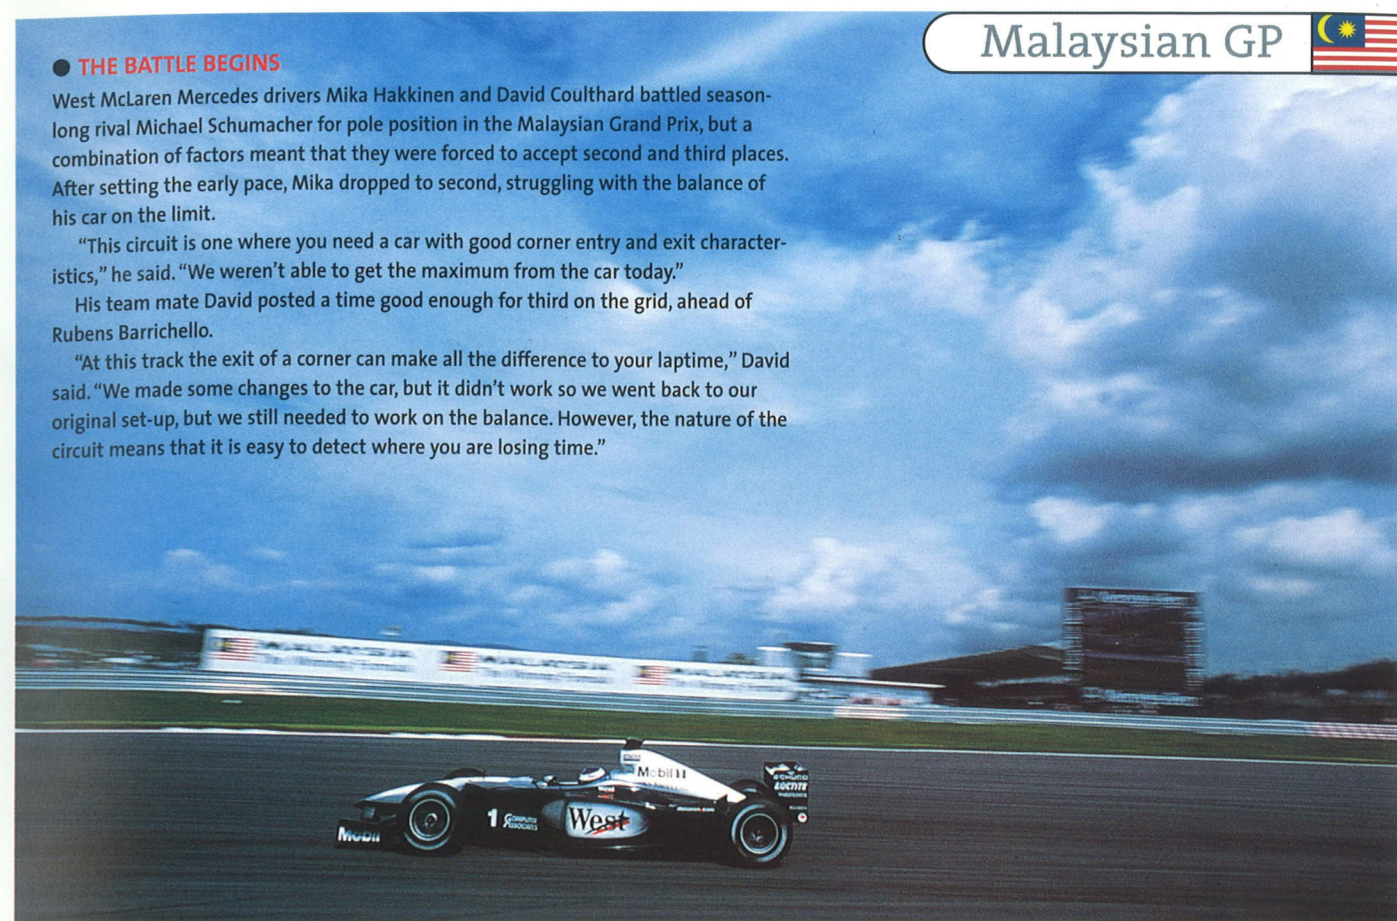 Malaysian GP
THE BATTLE BEGINS
West McLaren Mercedes drivers Mika Hakkinen and David Coulthard battled season-
long rival Michael Schumacher for pole position in the Malaysian Grand Prix, but a
combination of factors meant that they were forced to accept second and third places.
After setting the early pace, Mika dropped to second, struggling with the balance of
his car on the limit.
“This circuit is one where you need a car with good corner entry and exit character-
istics,” he said. “We weren’t able to get the maximum from the car today.”
His team mate David posted a time good enough for third on the grid, ahead of
Rubens Barrichello.
“At this track the exit of a corner can make all the difference to your laptime,” David
said. “We made some changes to the car, but it didn’t work so we went back to our
original set-up, but we still needed to work on the balance. However, the nature of the
circuit means that it is easy to detect where you are losing time.”
MALAYSIA MALAYSIA MALAYSIA
Mobil 1
LOCTITE
1 COMPUTER ASSOCIATES West
Mobil